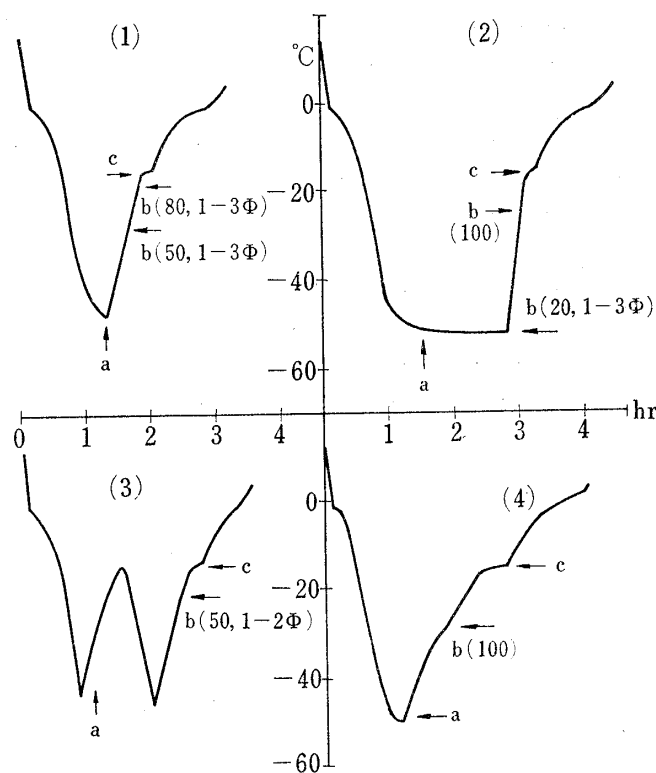 (1)
(2)
°C
0
−20
−40
−60
c
b(80, 1−3Φ)
b(50, 1−3Φ)
a
c
b
(100)
b(20, 1−3Φ)
a
0 1 2 3 4 1 2 3 4 hr
(3)
(4)
0
−20
−40
−60
c
b(50, 1−2Φ)
a
c
b(100)
a